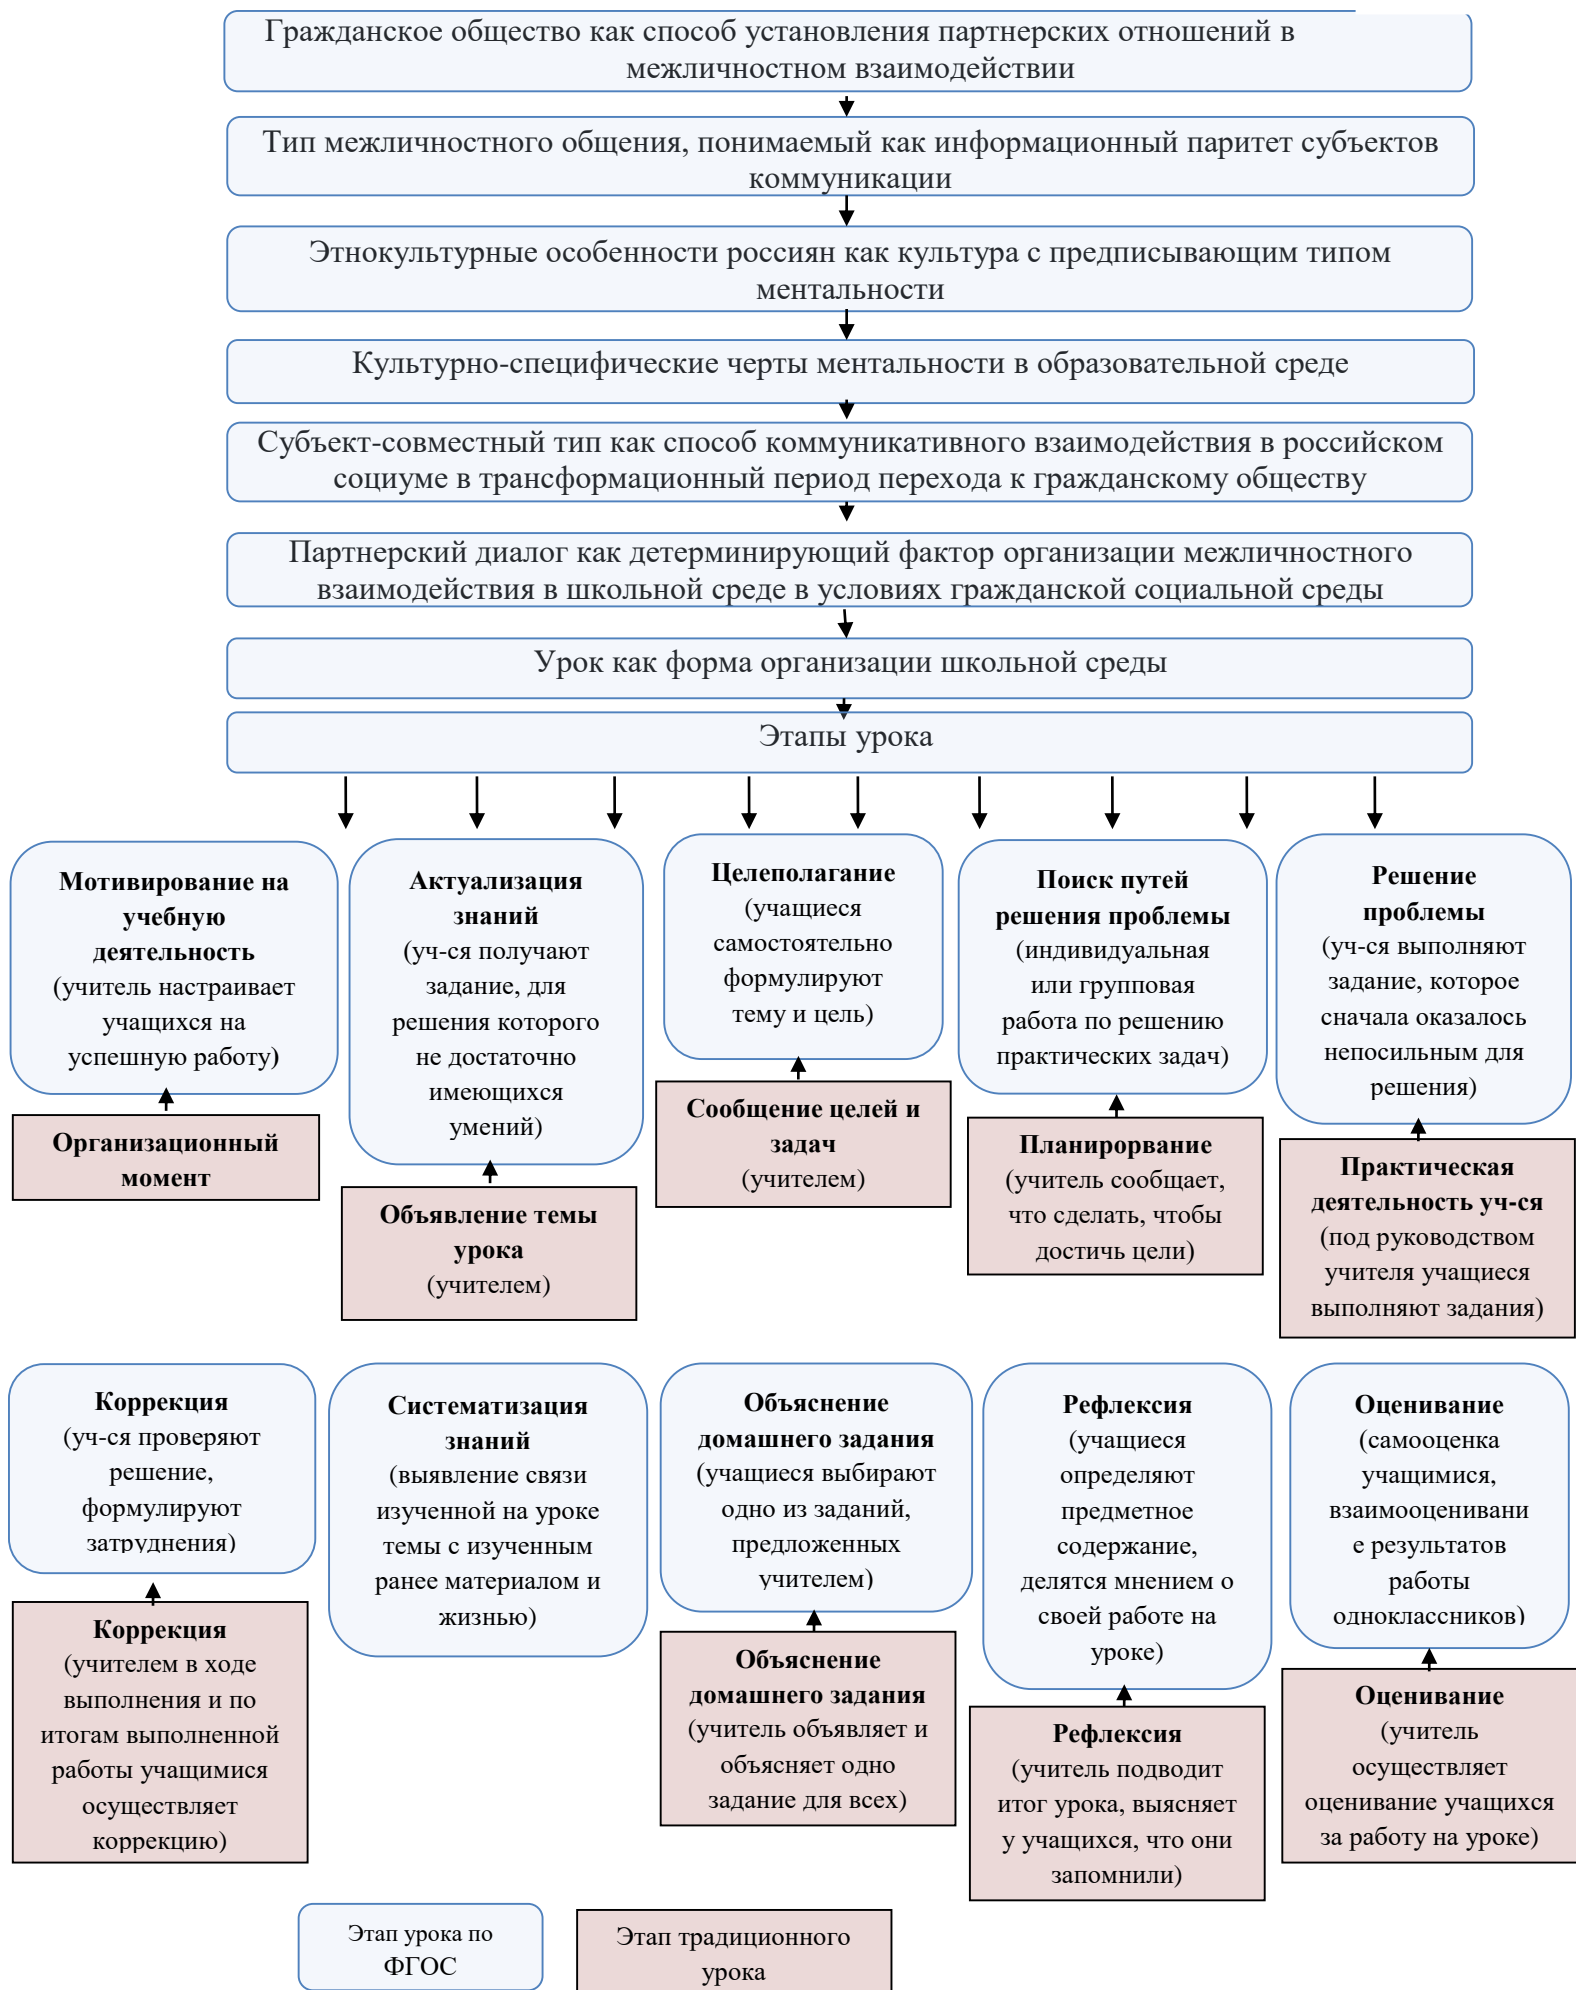 Гражданское общество как способ установления партнерских отношений в
межличностном взаимодействии
Тип межличностного общения, понимаемый как информационный паритет субъектов
коммуникации
Этнокультурные особенности россиян как культура с предписывающим типом
ментальности
Культурно-специфические черты ментальности в образовательной среде
Субъект-совместный тип как способ коммуникативного взаимодействия в российском
социуме в трансформационный период перехода к гражданскому обществу
Партнерский диалог как детерминирующий фактор организации межличностного
взаимодействия в школьной среде в условиях гражданской социальной среды
Урок как форма организации школьной среды
Этапы урока
Мотивирование на
учебную
деятельность
(учитель настраивает
учащихся на
успешную работу)
Организационный
момент
Актуализация
знаний
(уч-ся получают
задание, для
решения которого
не достаточно
имеющихся
умений)
Объявление темы
урока
(учителем)
Целеполагание
(учащиеся
самостоятельно
формулируют
тему и цель)
Сообщение целей и
задач
(учителем)
Поиск путей
решения проблемы
(индивидуальная
или групповая
работа по решению
практических задач)
Планирорвание
(учитель сообщает,
что сделать, чтобы
достичь цели)
Решение
проблемы
(уч-ся выполняют
задание, которое
сначала оказалось
непосильным для
решения)
Практическая
деятельность уч-ся
(под руководством
учителя учащиеся
выполняют задания)
Коррекция
(уч-ся проверяют
решение,
формулируют
затруднения)
Коррекция
(учителем в ходе
выполнения и по
итогам выполненной
работы учащимися
осуществляет
коррекцию)
Систематизация
знаний
(выявление связи
изученной на уроке
темы с изученным
ранее материалом и
жизнью)
Объяснение
домашнего задания
(учащиеся выбирают
одно из заданий,
предложенных
учителем)
Объяснение
домашнего задания
(учитель объявляет и
объясняет одно
задание для всех)
Рефлексия
(учащиеся
определяют
предметное
содержание,
делятся мнением о
своей работе на
уроке)
Рефлексия
(учитель подводит
итог урока, выясняет
у учащихся, что они
запомнили)
Оценивание
(самооценка
учащимися,
взаимооценивани
е результатов
работы
одноклассников)
Оценивание
(учитель
осуществляет
оценивание учащихся
за работу на уроке)
Этап урока по
ФГОС
Этап традиционного
урока